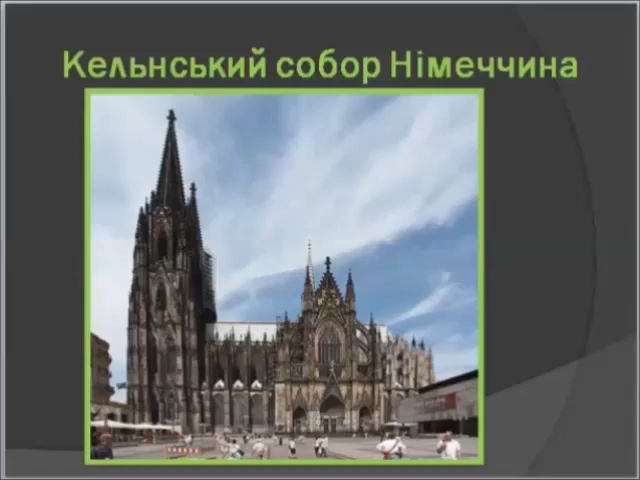 Кельнський собор Німеччина